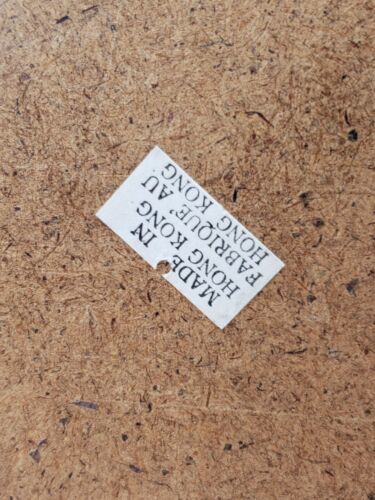 MADE IN
HONG KONG
FABRIQUE' AU
HONG KONG